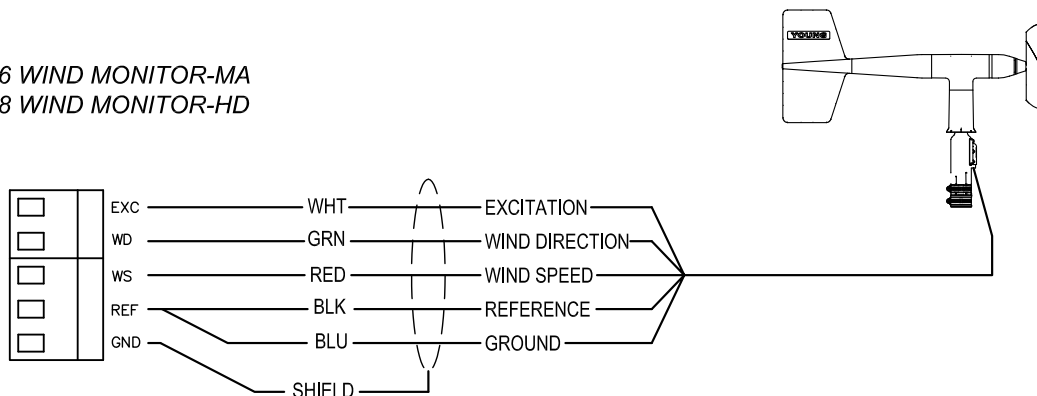 YOUNG
6 WIND MONITOR-MA
8 WIND MONITOR-HD
EXC WHT EXCITATION
WD GRN WIND DIRECTION
WS RED WIND SPEED
REF BLK REFERENCE
GND BLU GROUND
SHIELD